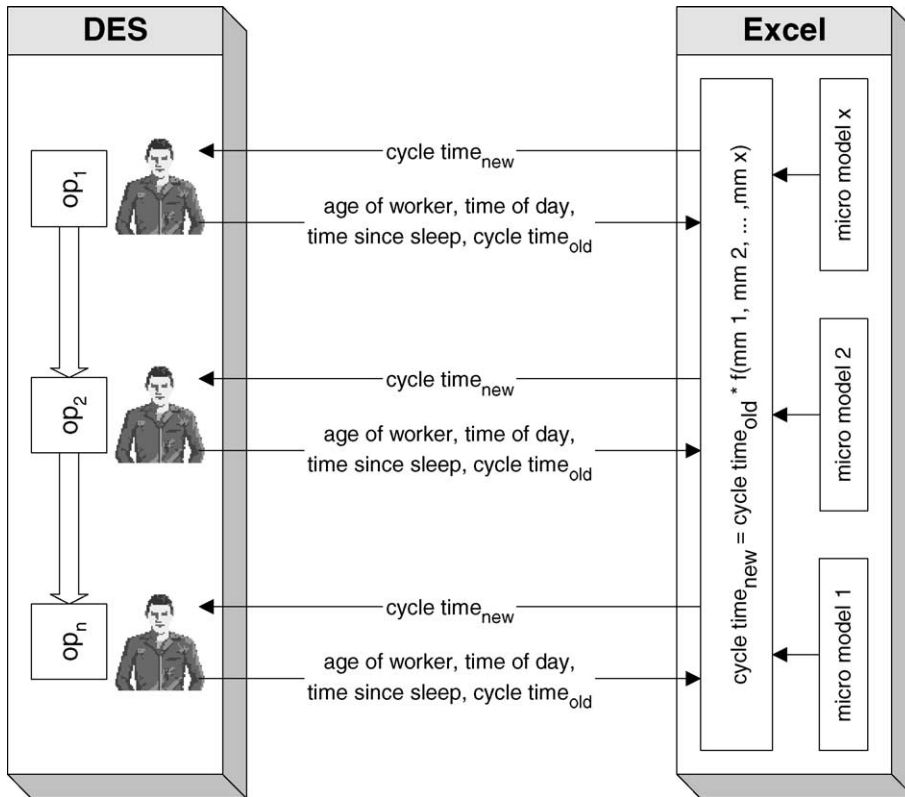 DES
Excel
op1
cycle timenew
age of worker, time of day,
time since sleep, cycle timeold
op2
cycle timenew
age of worker, time of day,
time since sleep, cycle timeold
opn
cycle timenew
age of worker, time of day,
time since sleep, cycle timeold
cycle timenew = cycle timeold * f(mm 1, mm 2, ... ,mm x)
micro model x
micro model 2
micro model 1